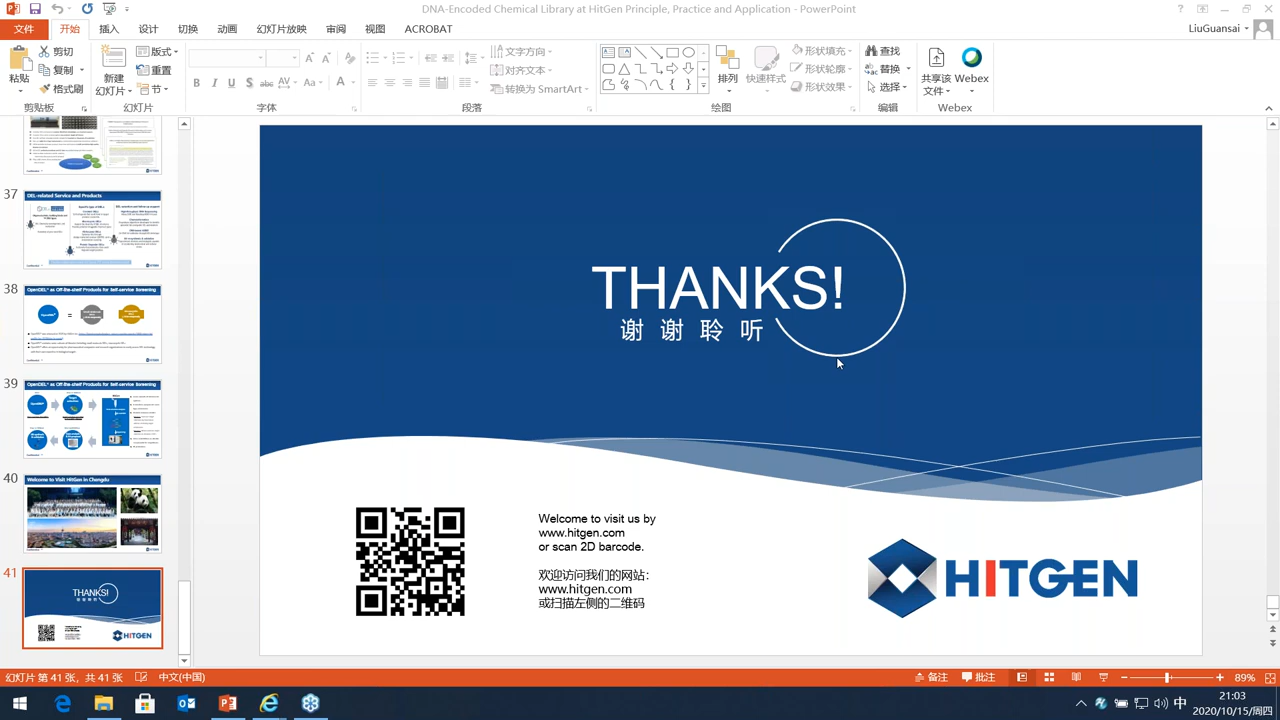 DNA-Encoded Chemical Library at HitGen Principle, Practice and Application - PowerPoint
文件 开始 插入 设计 切换 动画 幻灯片放映 审阅 视图 ACROBAT LiuGuansai
粘贴
剪切
复制
格式刷
剪贴板
新建
幻灯片
版式
重置
节
幻灯片
B I U S abc AV Aa A
字体
文字方向
对齐文本
转换为 SmartArt
段落
排列
快速样式
形状填充
形状轮廓
形状效果
绘图
查找
替换
选择
编辑
共享该
文件
Webex
Webex
37
DEL-related Service and Products
38
OpenDEL® as Off-the-shelf Products for Self-service Screening
39
OpenDEL® as Off-the-shelf Products for Self-service Screening
40
Welcome to Visit HitGen in Chengdu
41
THANKS!
谢谢聆听
HITGEN
THANKS!
谢谢聆听
Welcome to visit us by
www.hitgen.com
or scan 2D barcode.
欢迎访问我们的网站:
www.hitgen.com
或扫描左侧的二维码
HITGEN
幻灯片 第 41 张，共 41 张 中文(中国) 备注 批注 89%
中 21:03
2020/10/15/周四